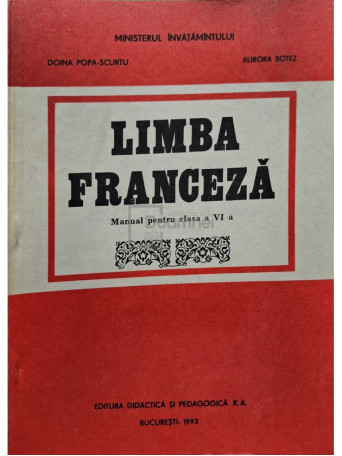 MINISTERUL ÎNVĂȚĂMÎNTULUI
DOINA POPA-SCURTU
AURORA BOTEZ
LIMBA
FRANCEZĂ
Manual pentru clasa a VI a
EDITURA DIDACTICĂ ȘI PEDAGOGICĂ R.A.
BUCUREȘTI-1993